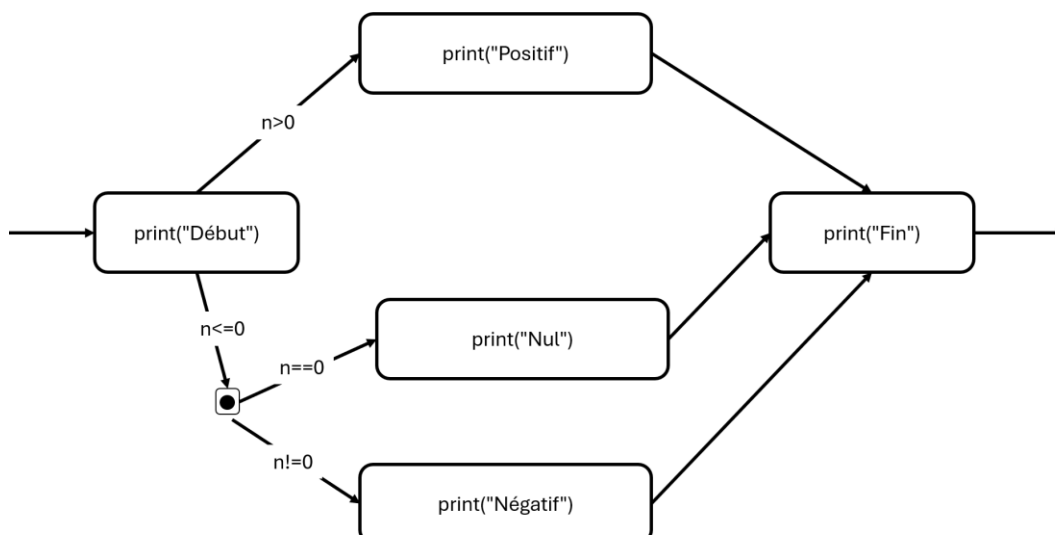 print("Positif")
n>0
print("Début")
print("Fin")
n<=0
print("Nul")
n==0
n!=0
print("Négatif")